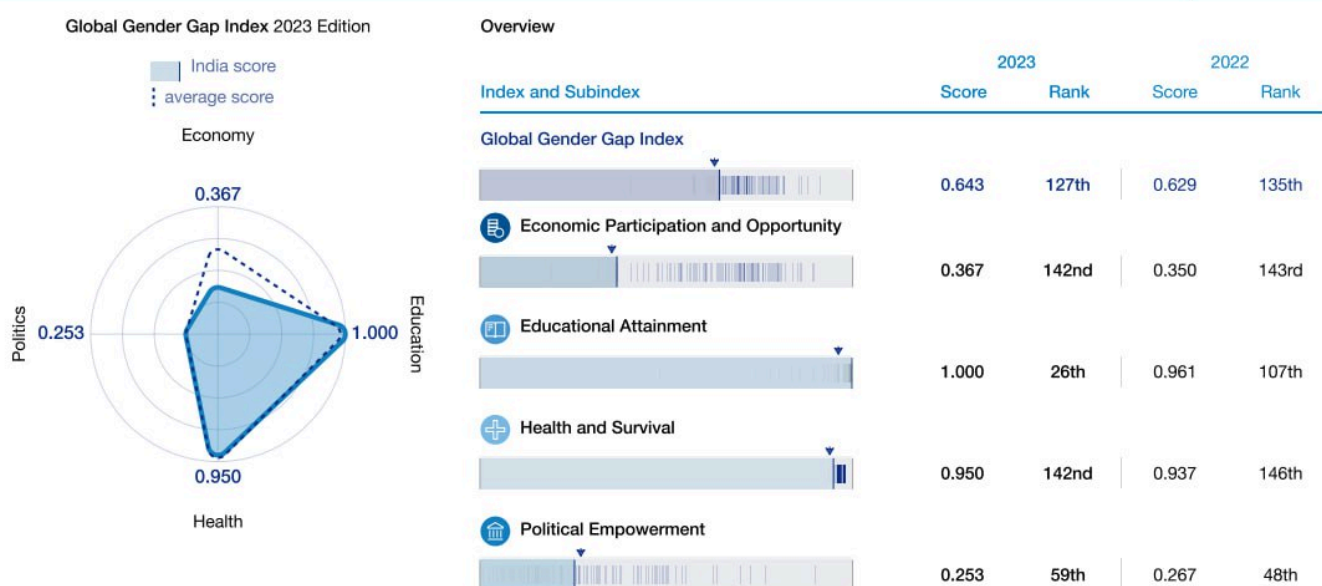 Global Gender Gap Index 2023 Edition
India score
average score
Economy
0.367
Politics
0.253
1.000
Education
0.950
Health
Overview
2023 2022
Index and Subindex Score Rank Score Rank
Global Gender Gap Index
0.643 127th 0.629 135th
Economic Participation and Opportunity
0.367 142nd 0.350 143rd
Educational Attainment
1.000 26th 0.961 107th
Health and Survival
0.950 142nd 0.937 146th
Political Empowerment
0.253 59th 0.267 48th